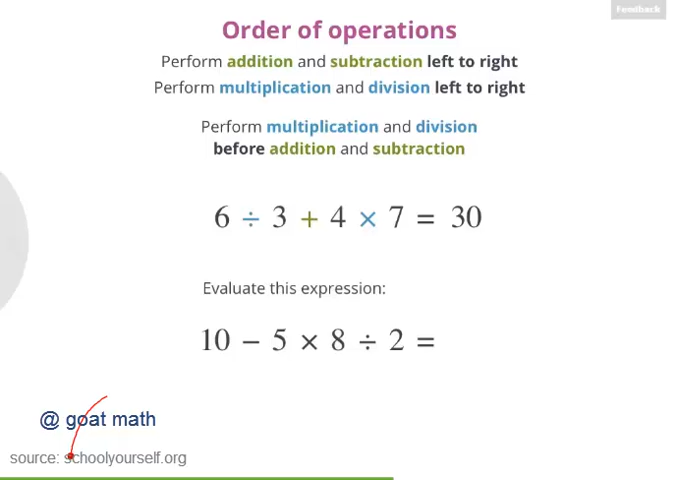 Feedback
Order of operations
Perform addition and subtraction left to right
Perform multiplication and division left to right
Perform multiplication and division
before addition and subtraction
6 ÷ 3 + 4 × 7 = 30
Evaluate this expression:
10 − 5 × 8 ÷ 2 =
@ goat math
source: schoolyourself.org